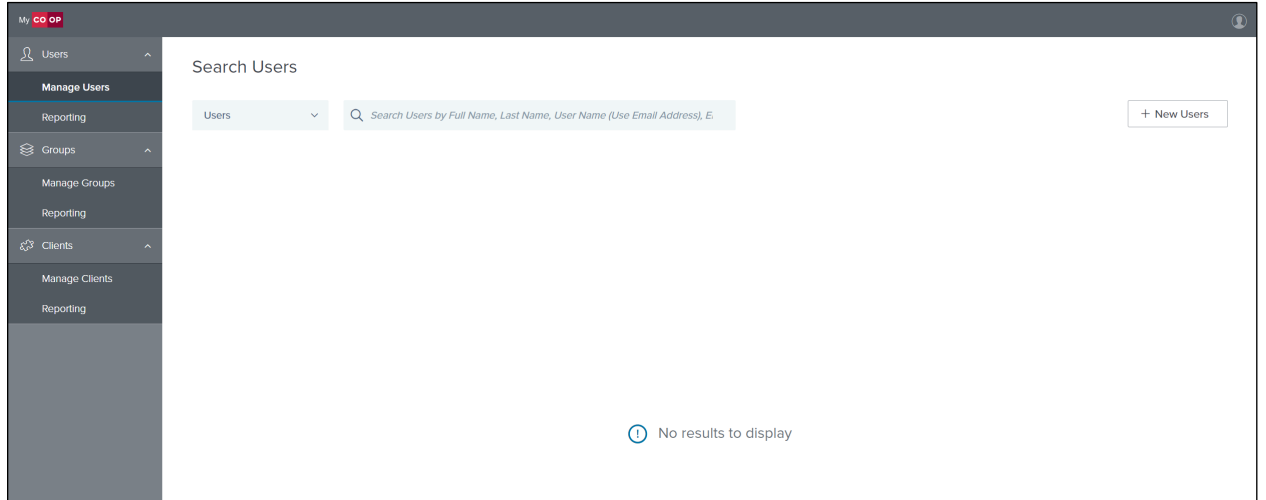 My CO OP
Users
Manage Users
Reporting
Groups
Manage Groups
Reporting
Clients
Manage Clients
Reporting
Search Users
Users
Search Users by Full Name, Last Name, User Name (Use Email Address), E
+ New Users
No results to display